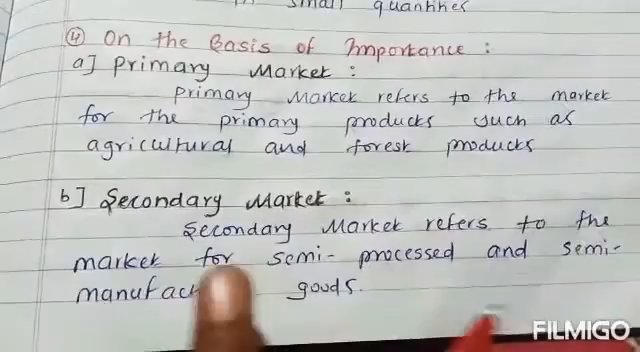 small quantities
④ On the Basis of Importance :
a] Primary Market :
Primary Market refers to the market
for the primary products such as
agricultural and forest products
b] Secondary Market :
Secondary Market refers to the
market for semi-processed and semi-
goods.
FILMIGO